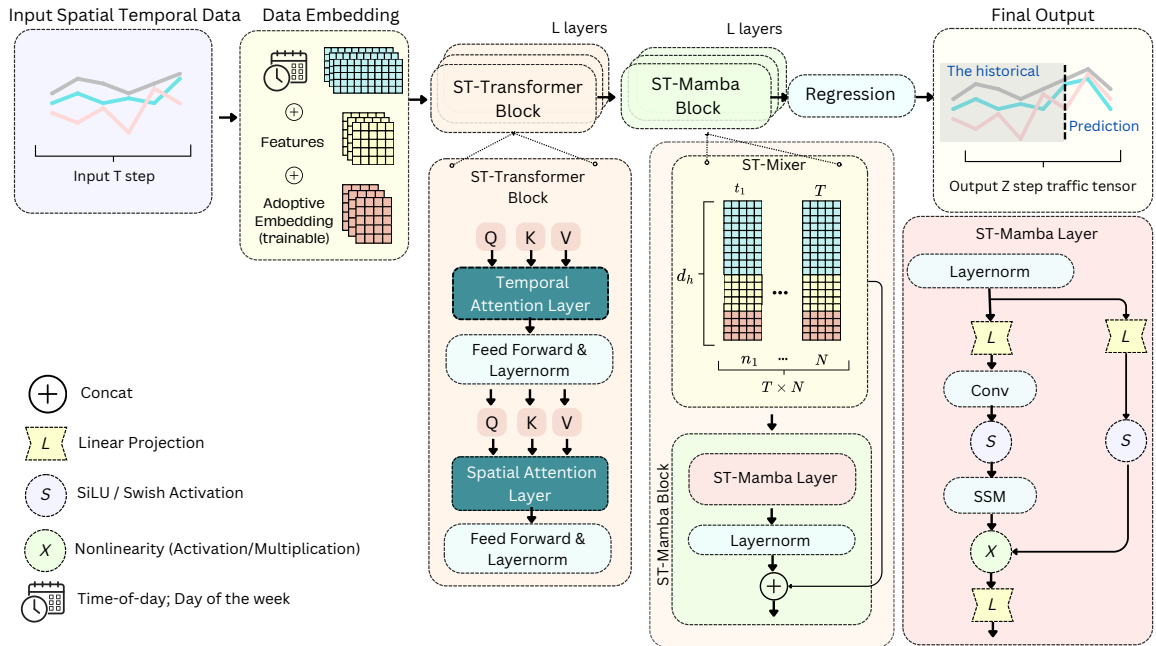 Input Spatial Temporal Data
Input T step
Data Embedding
Features
Adoptive
Embedding
(trainable)
L layers
ST-Transformer
Block
L layers
ST-Mamba
Block
Regression
Final Output
The historical
Prediction
Output Z step traffic tensor
ST-Transformer
Block
Q K V
Temporal
Attention Layer
Feed Forward &
Layernorm
Q K V
Spatial Attention
Layer
Feed Forward &
Layernorm
ST-Mixer
t₁ T
dₕ
...
n₁ ... N
T × N
ST-Mamba Block
ST-Mamba Layer
Layernorm
ST-Mamba Layer
Layernorm
L L
Conv
S S
SSM
X
L
Concat
L Linear Projection
S SiLU / Swish Activation
X Nonlinearity (Activation/Multiplication)
Time-of-day; Day of the week